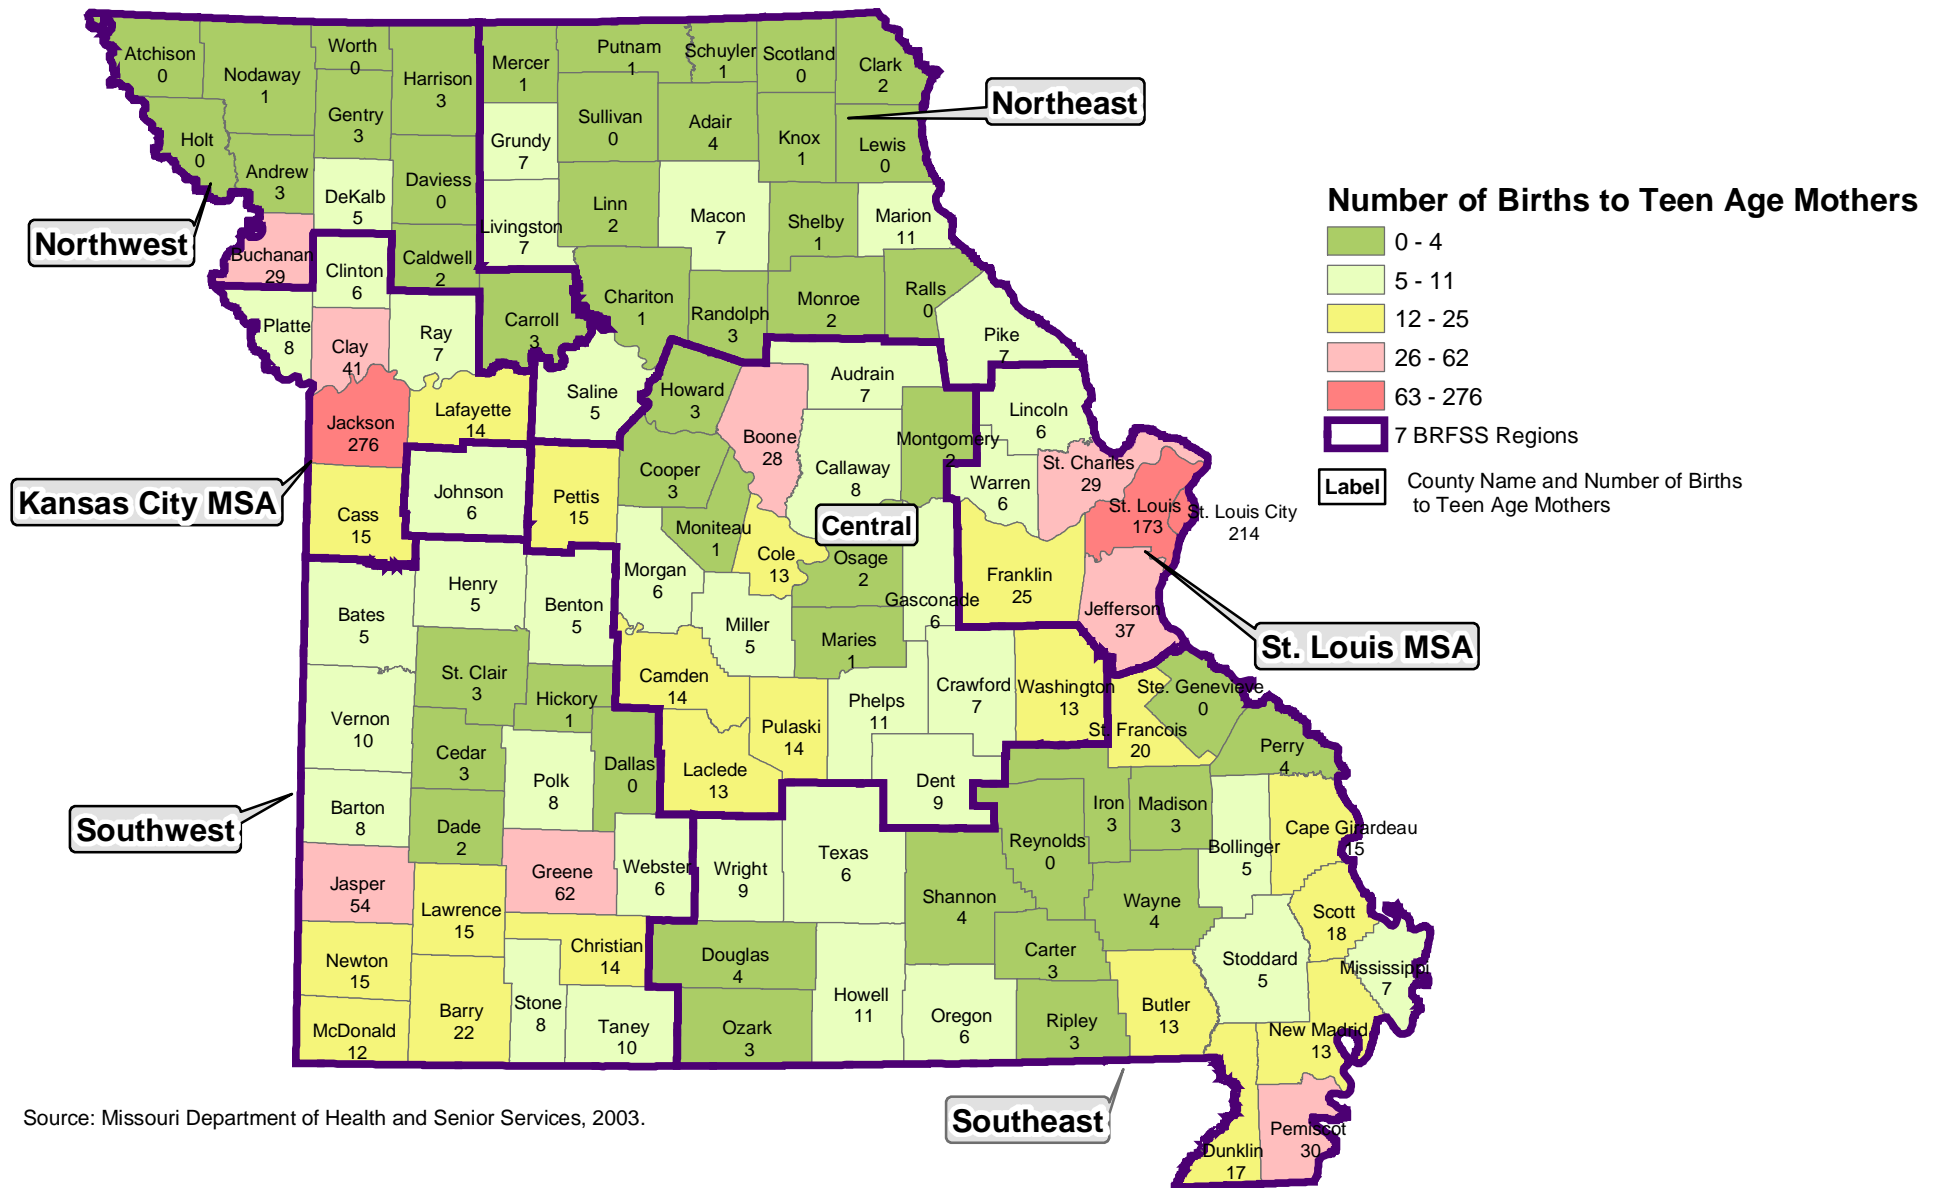 Atchison
0
Nodaway
1
Worth
0
Harrison
3
Mercer
1
Putnam
1
Schuyler
1
Scotland
0
Clark
2
Northeast
Gentry
3
Holt
0
Andrew
3
DeKalb
5
Daviess
0
Grundy
7
Sullivan
0
Adair
4
Knox
1
Lewis
0
Northwest
Buchanan
29
Clinton
6
Caldwell
2
Livingston
7
Linn
2
Macon
7
Shelby
1
Marion
11
Platte
8
Clay
41
Ray
7
Carroll
3
Chariton
1
Randolph
3
Monroe
2
Ralls
0
Pike
7
Jackson
276
Lafayette
14
Saline
5
Howard
3
Boone
28
Audrain
7
Callaway
8
Montgomery
2
Lincoln
6
Warren
6
St. Charles
29
St. Louis
173
St. Louis City
214
Kansas City MSA
Cass
15
Johnson
6
Pettis
15
Cooper
3
Moniteau
1
Cole
13
Central
Osage
2
Gasconade
6
Franklin
25
Jefferson
37
St. Louis MSA
Bates
5
Henry
5
Benton
5
Morgan
6
Miller
5
Maries
1
Vernon
10
St. Clair
3
Hickory
1
Camden
14
Pulaski
14
Phelps
11
Crawford
7
Washington
13
St. Francois
20
Ste. Genevieve
0
Perry
4
Cedar
3
Polk
8
Dallas
0
Laclede
13
Dent
9
Southwest
Barton
8
Dade
2
Greene
62
Webster
6
Wright
9
Texas
6
Reynolds
0
Iron
3
Madison
3
Bollinger
5
Cape Girardeau
15
Jasper
54
Lawrence
15
Christian
14
Douglas
4
Shannon
4
Carter
3
Wayne
4
Scott
18
Stoddard
5
Mississippi
7
Newton
15
McDonald
12
Barry
22
Stone
8
Taney
10
Ozark
3
Howell
11
Oregon
6
Ripley
3
Butler
13
New Madrid
13
Dunklin
17
Pemiscot
30
Southeast
Number of Births to Teen Age Mothers
0 - 4
5 - 11
12 - 25
26 - 62
63 - 276
7 BRFSS Regions
Label
County Name and Number of Births
to Teen Age Mothers
Source: Missouri Department of Health and Senior Services, 2003.